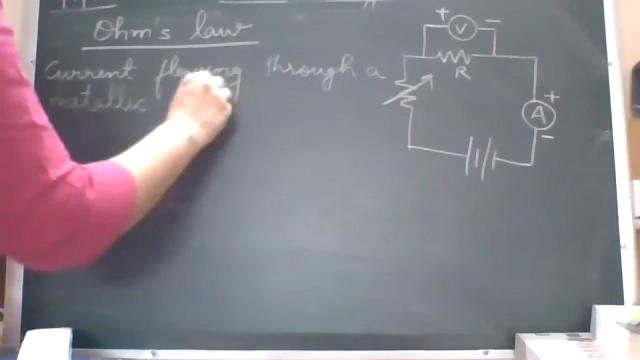 Ohm's law
Current flowing through a
metallic
+ V -
R
+
A
-